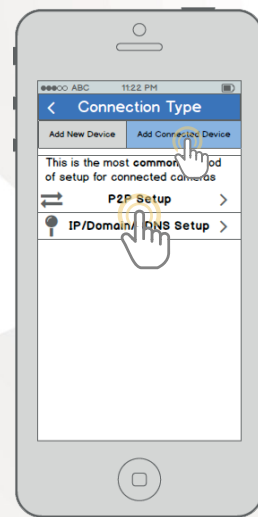 ABC 11:22 PM
Connection Type
Add New Device Add Connected Device
This is the most common
of setup for connected cameras
P2P Setup
IP/Domain/ Setup